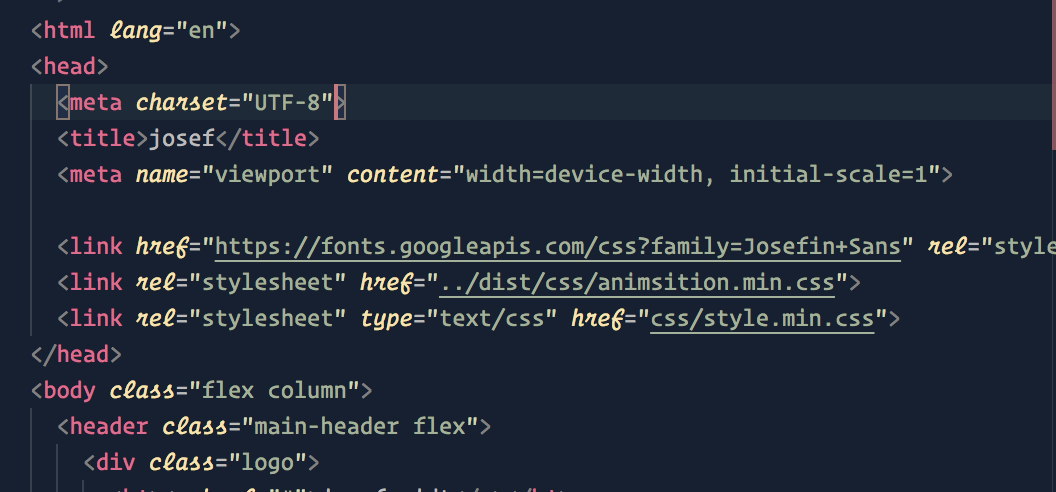 <html lang="en">
<head>
<meta charset="UTF-8">
<title>josef</title>
<meta name="viewport" content="width=device-width, initial-scale=1">
<link href="https://fonts.googleapis.com/css?family=Josefin+Sans" rel="style
<link rel="stylesheet" href="../dist/css/animsition.min.css">
<link rel="stylesheet" type="text/css" href="css/style.min.css">
</head>
<body class="flex column">
<header class="main-header flex">
<div class="logo">